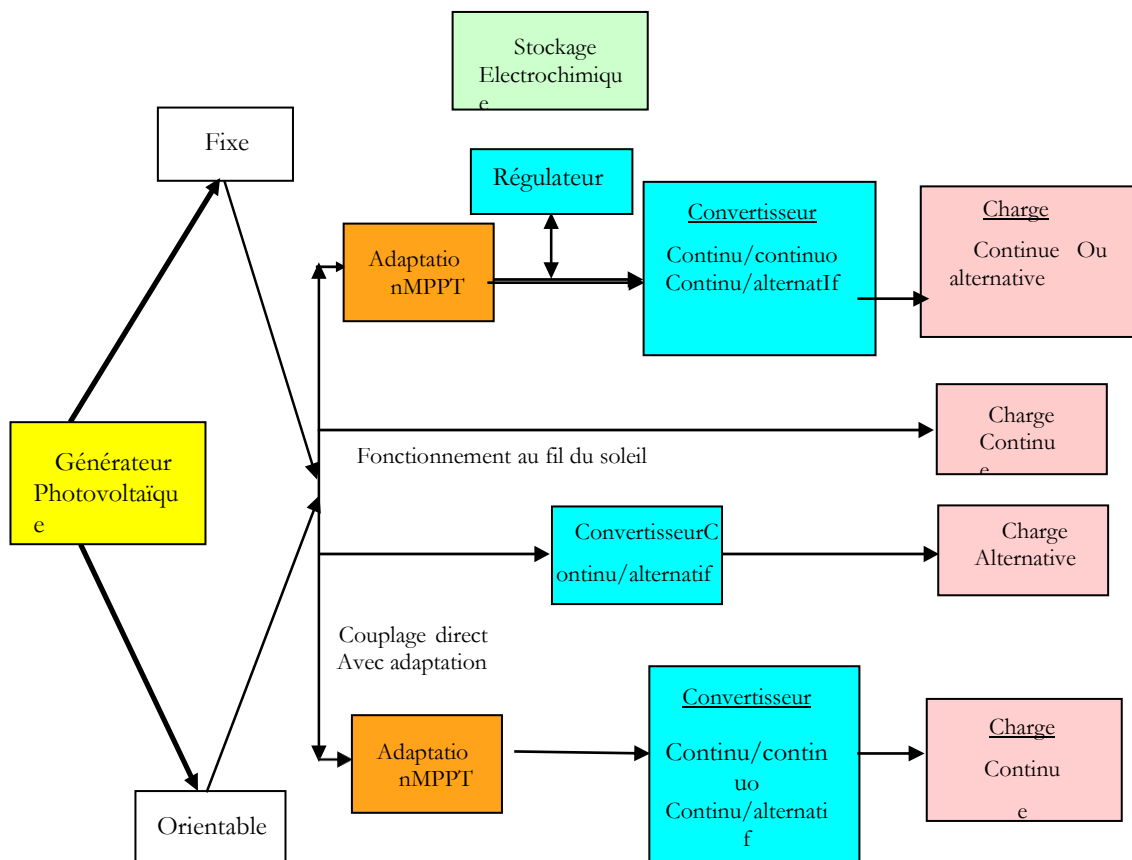 Stockage
Electrochimiqu
e
Fixe
Régulateur
Convertisseur
Continu/continuo
Continu/alternatIf
Charge
Continue Ou
alternative
Adaptatio
nMPPT
Charge
Continu
e
Fonctionnement au fil du soleil
Générateur
Photovoltaïqu
e
ConvertisseurC
ontinu/alternatif
Charge
Alternative
Couplage direct
Avec adaptation
Adaptatio
nMPPT
Convertisseur
Continu/contin
uo
Continu/alternati
f
Charge
Continu
e
Orientable